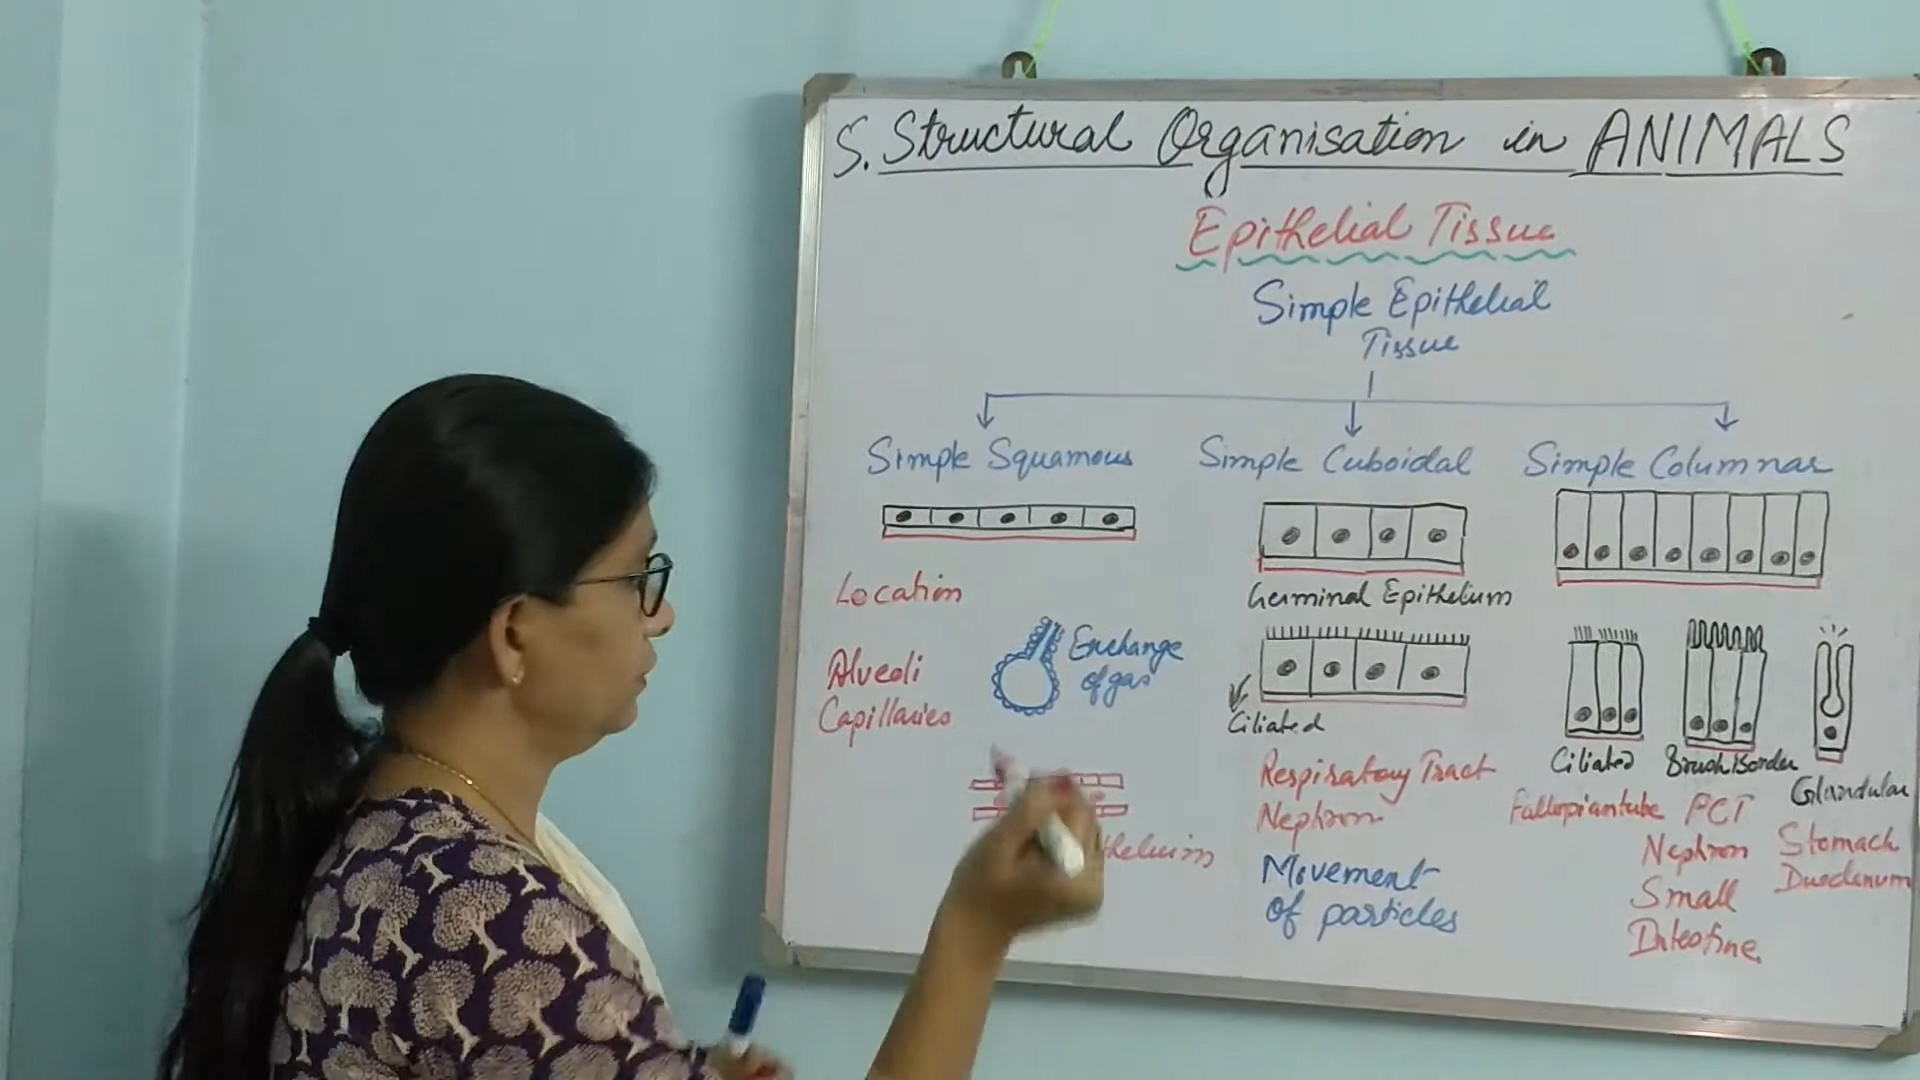 5. Structural Organisation in ANIMALS
Epithelial Tissue
Simple Epithelial
Tissue
Simple Squamous
Simple Cuboidal
Simple Columnar
Location
Alveoli
Capillaries
Exchange
of gas
Germinal Epithelium
Ciliated
Respiratory Tract
Nephron
Movement
of particles
Ciliated
Fallopiantube
Brush Border
PCT
Nephron
Small
Intestine
Glandular
Stomach
Duodenum